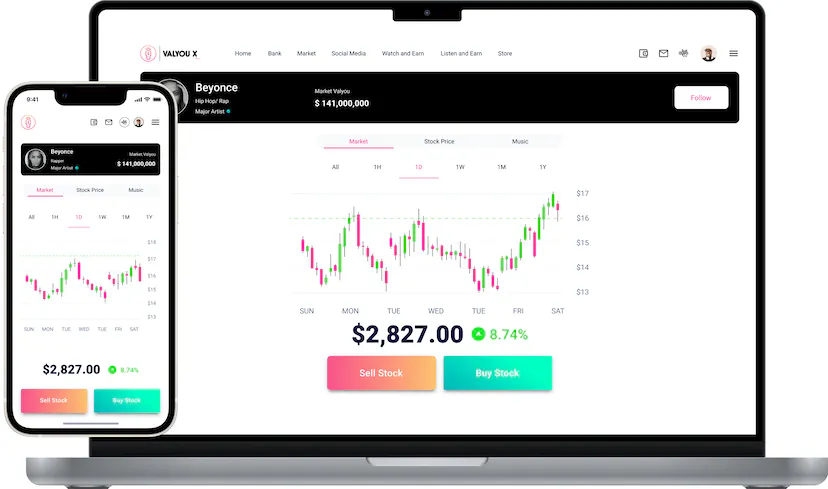 VALYOU X
Home Bank Market Social Media Watch and Earn Listen and Earn Store
Beyonce
Hip Hop/ Rap
Major Artist
Market Valyou
$ 141,000,000
Follow
Market Stock Price Music
All 1H 1D 1W 1M 1Y
$17
$16
$15
$14
$13
SUN MON TUE WED TUE FRI SAT
$2,827.00 8.74%
Sell Stock Buy Stock
9:41
Beyonce
Rapper
Major Artist
Market Valyou
$ 141,000,000
Market Stock Price Music
All 1H 1D 1W 1M 1Y
$18
$17
$16
$15
$14
$13
SUN MON TUE WED TUE FRI SAT
$2,827.00 8.74%
Sell Stock Buy Stock